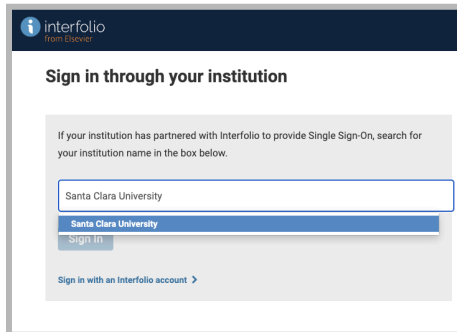 interfolio
from Elsevier
Sign in through your institution
If your institution has partnered with Interfolio to provide Single Sign-On, search for
your institution name in the box below.
Santa Clara University
Santa Clara University
Sign In
Sign in with an Interfolio account